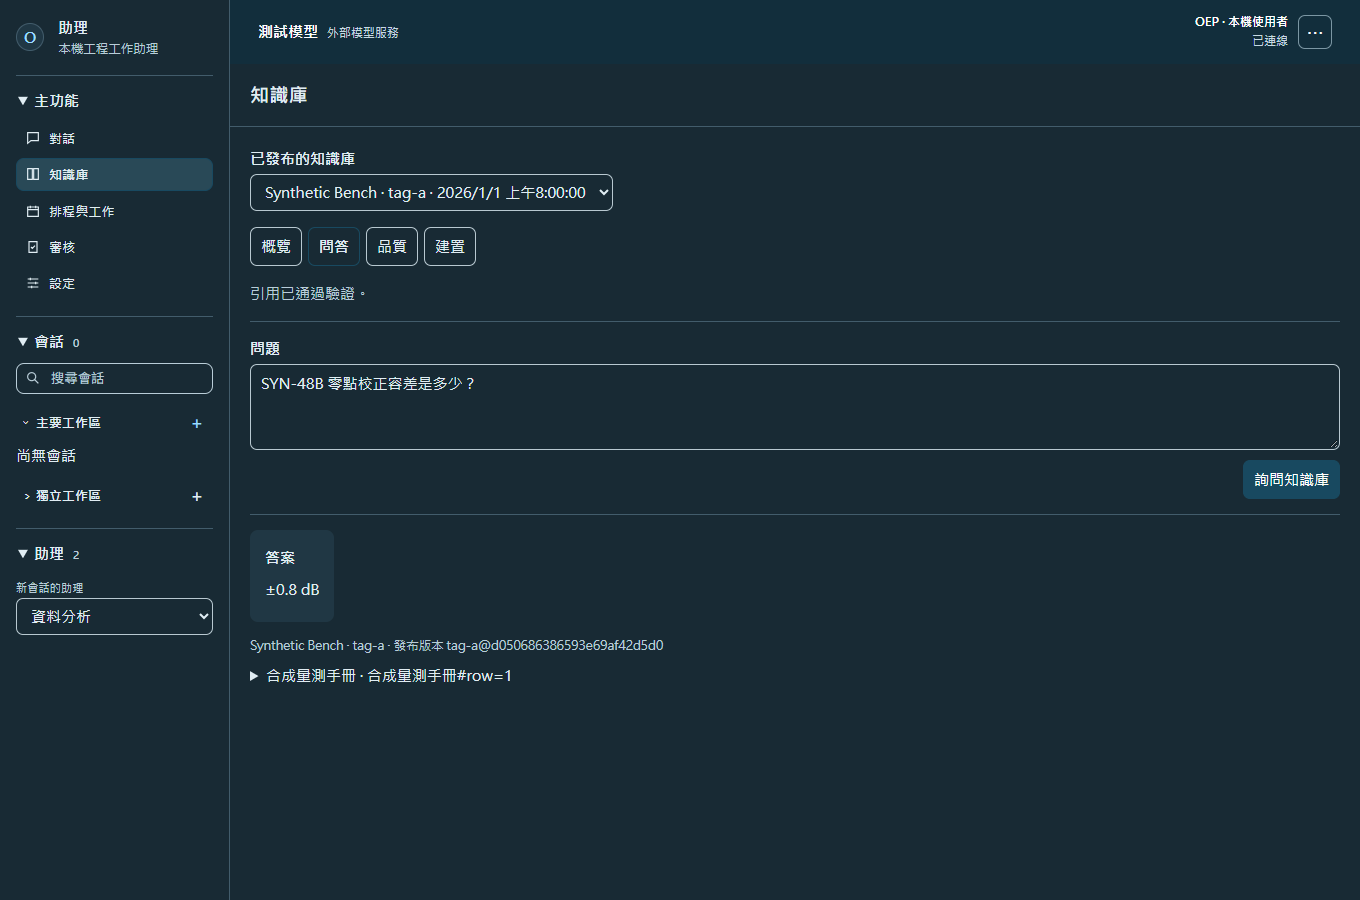 O
助理
本機工程工作助理
主功能
對話
知識庫
排程與工作
審核
設定
會話 0
搜尋會話
主要工作區 +
尚無會話
獨立工作區 +
助理 2
新會話的助理
資料分析
測試模型 外部模型服務
OEP · 本機使用者
已連線
知識庫
已發布的知識庫
Synthetic Bench · tag-a · 2026/1/1 上午8:00:00
概覽 問答 品質 建置
引用已通過驗證。
問題
SYN-48B 零點校正容差是多少？
詢問知識庫
答案
±0.8 dB
Synthetic Bench · tag-a · 發布版本 tag-a@d050686386593e69af42d5d0
合成量測手冊 · 合成量測手冊#row=1